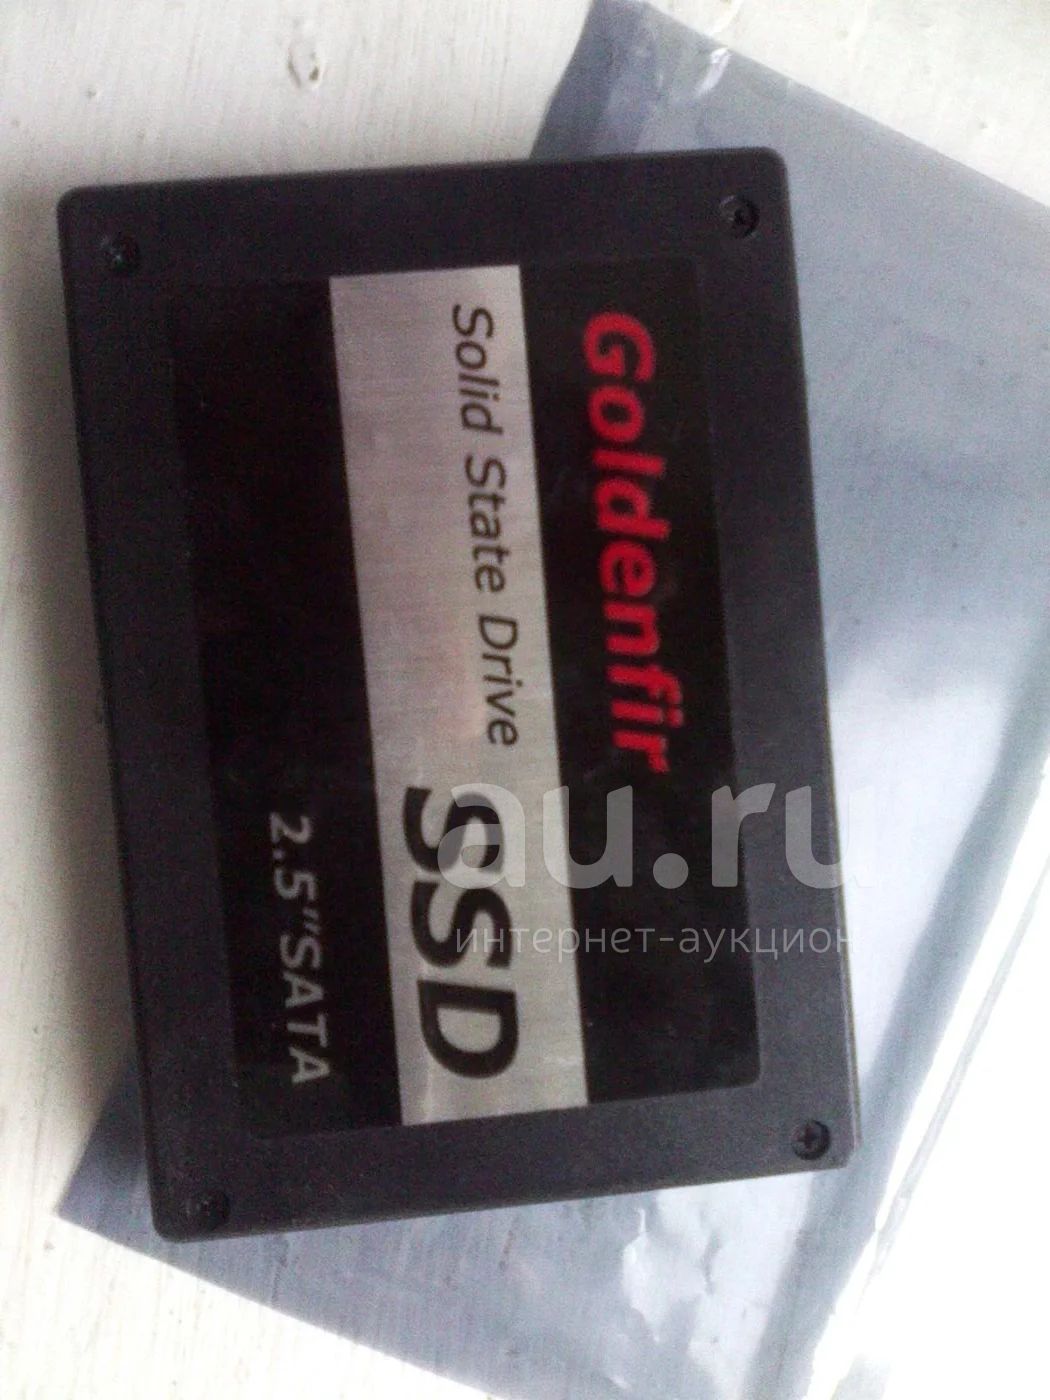 Goldenfir
Solid State Drive SSD
2.5"SATA
au.ru
интернет-аукцион